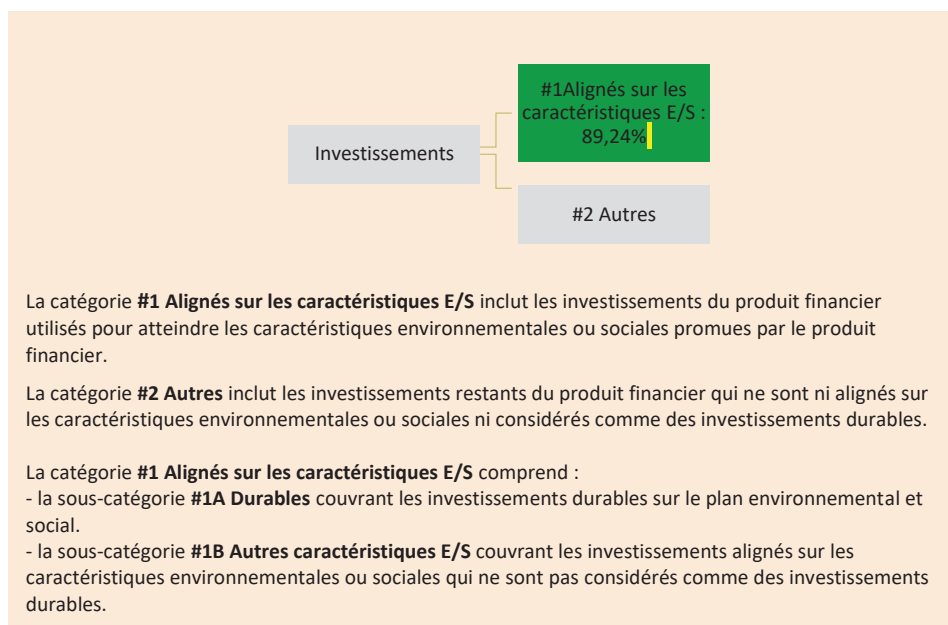 #1Alignés sur les
caractéristiques E/S :
89,24%
Investissements
#2 Autres
La catégorie #1 Alignés sur les caractéristiques E/S inclut les investissements du produit financier
utilisés pour atteindre les caractéristiques environnementales ou sociales promues par le produit
financier.
La catégorie #2 Autres inclut les investissements restants du produit financier qui ne sont ni alignés sur
les caractéristiques environnementales ou sociales ni considérés comme des investissements durables.
La catégorie #1 Alignés sur les caractéristiques E/S comprend :
- la sous-catégorie #1A Durables couvrant les investissements durables sur le plan environnemental et
social.
- la sous-catégorie #1B Autres caractéristiques E/S couvrant les investissements alignés sur les
caractéristiques environnementales ou sociales qui ne sont pas considérés comme des investissements
durables.